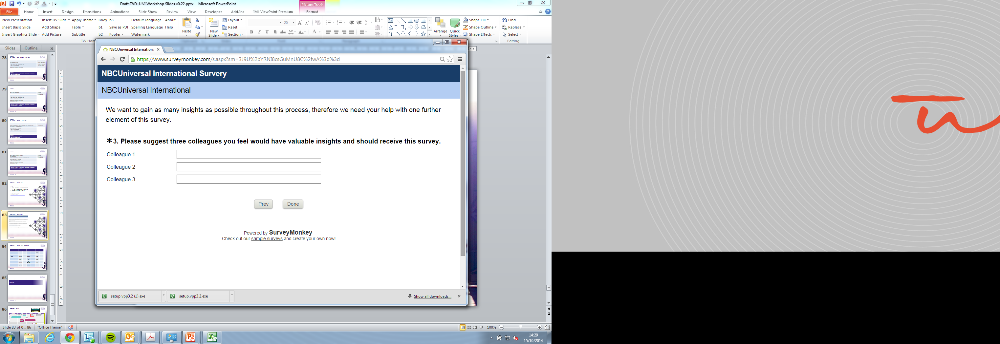 Draft TVD UNI Workshop Slides v0.22.pptx - Microsoft PowerPoint
Picture Tools
File Home Insert Design Transitions Animations Slide Show Review View Developer Add-Ins IML ViewPoint Premium Format
New Presentation Insert DV Slide Apply Theme Body b3 Default Language About
Insert Basic Slide Add Shape Table b1 Save as PDF Spelling Language Help
Insert Graphics Slide Add Picture Subtitle b2 Footer Watermark
TW Hom
Paste
New
Slide
Layout
Reset
Section
20
B I U S abc AV Aa A
Arrange
Quick
Styles
Shape Fill
Shape Outline
Shape Effects
Find
Replace
Select
Editing
Slides Outline
78
79
80
81
82
83
84
85
86
NBCUniversal Internationa
https://www.surveymonkey.com/s.aspx?sm=3J9U%2bYRNI8csGuMnU8C%2fwA%3d%3d
NBCUniversal International Survery
NBCUniversal International
We want to gain as many insights as possible throughout this process, therefore we need your help with one further
element of this survey.
*3. Please suggest three colleagues you feel would have valuable insights and should receive this survey.
Colleague 1
Colleague 2
Colleague 3
Prev Done
Powered by SurveyMonkey
Check out our sample surveys and create your own now!
setup.vpp3.2 (1).exe setup.vpp3.2.exe Show all downloads...
Slide 83 of 0 .. 86 "Office Theme" 100%
14:29
15/10/2014